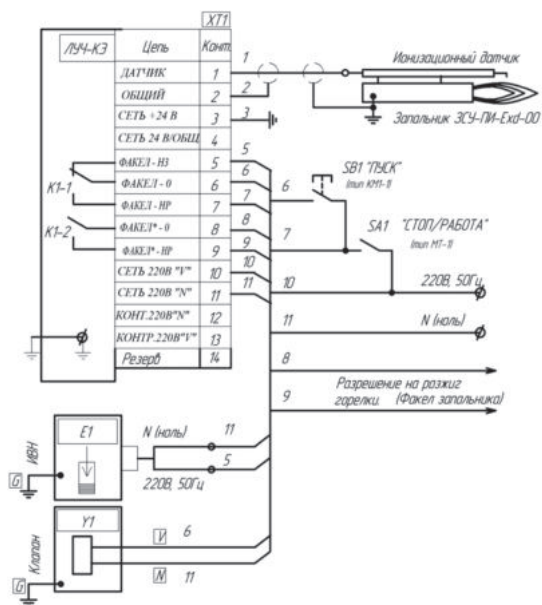 XT1
ЛУЧ-КЭ Цепь Конт.
ДАТЧИК 1
ОБЩИЙ 2
СЕТЬ +24 В 3
СЕТЬ 24 В/ОБЩ 4
ФАКЕЛ - НЗ 5
ФАКЕЛ - 0 6
ФАКЕЛ - НР 7
ФАКЕЛ* - 0 8
ФАКЕЛ* - НР 9
СЕТЬ 220В "V" 10
СЕТЬ 220В "N" 11
КОНТ.220В"N" 12
КОНТР.220В"V" 13
Резерв 14
K1-1
K1-2
1
2
3
5
6
7
8
9
10
11
Ионизационный датчик
Запальник ЗСУ-ПИ-Exd-00
6
SB1 "ПУСК"
(тип КМ1-1)
7
SA1 "СТОП/РАБОТА"
(тип МТ-1)
10
220В, 50Гц
11
N (ноль)
8
9
Разрешение на розжиг
горелки. (Факел запальника)
ИВН
E1
G
N (ноль) 11
5
220В, 50Гц
Клапан
Y1
G
V 6
N 11